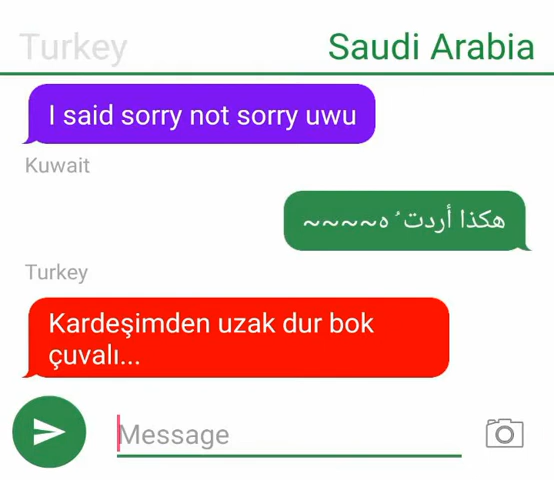 Turkey
Saudi Arabia
I said sorry not sorry uwu
Kuwait
هكذا أردت ُ ه~~~~
Turkey
Kardeşimden uzak dur bok
çuvalı...
Message